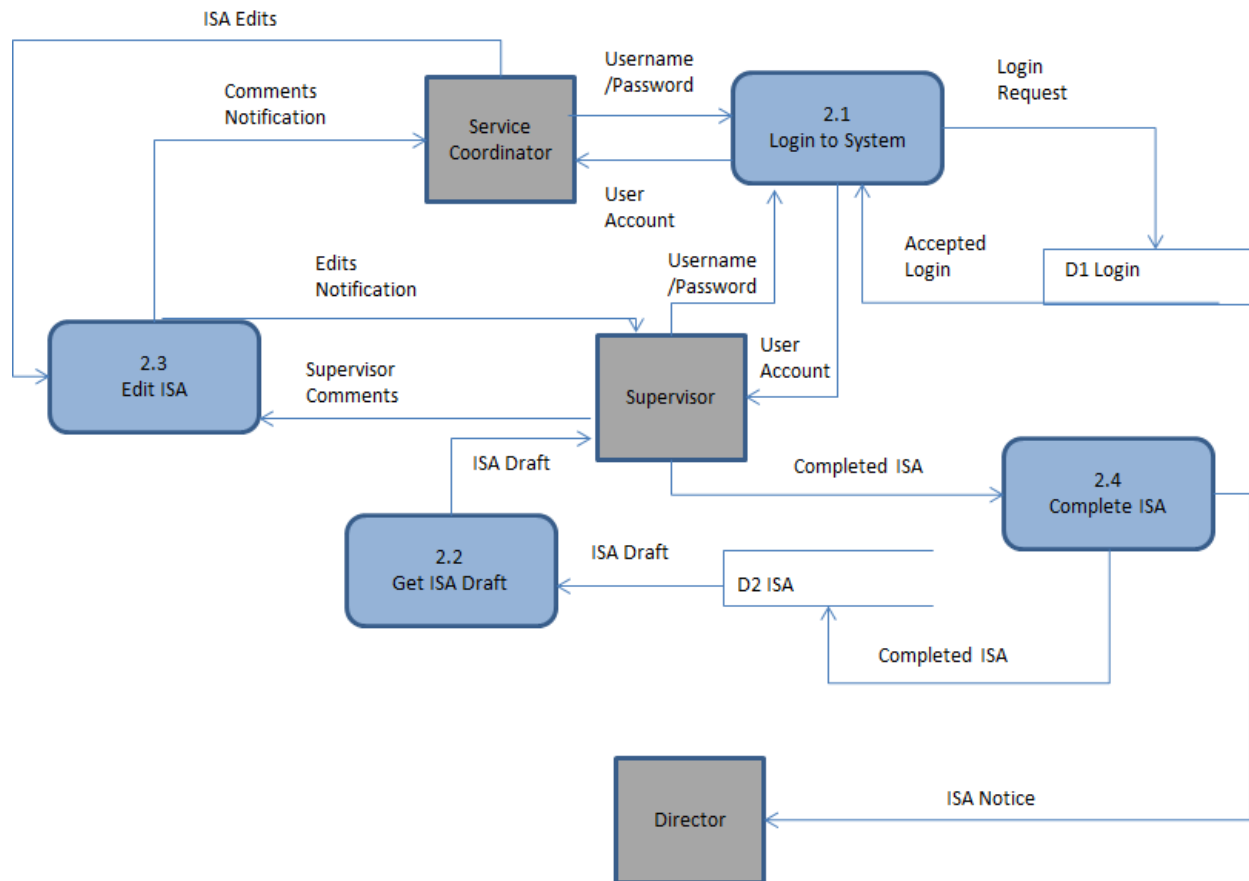 ISA Edits
Username
/Password
Login
Request
Comments
Notification
2.1
Login to System
Service
Coordinator
User
Account
Accepted
Login
Edits
Notification
Username
/Password
D1 Login
2.3
Edit ISA
Supervisor
Comments
User
Account
Supervisor
ISA Draft
Completed ISA
2.4
Complete ISA
2.2
Get ISA Draft
ISA Draft
D2 ISA
Completed ISA
Director
ISA Notice